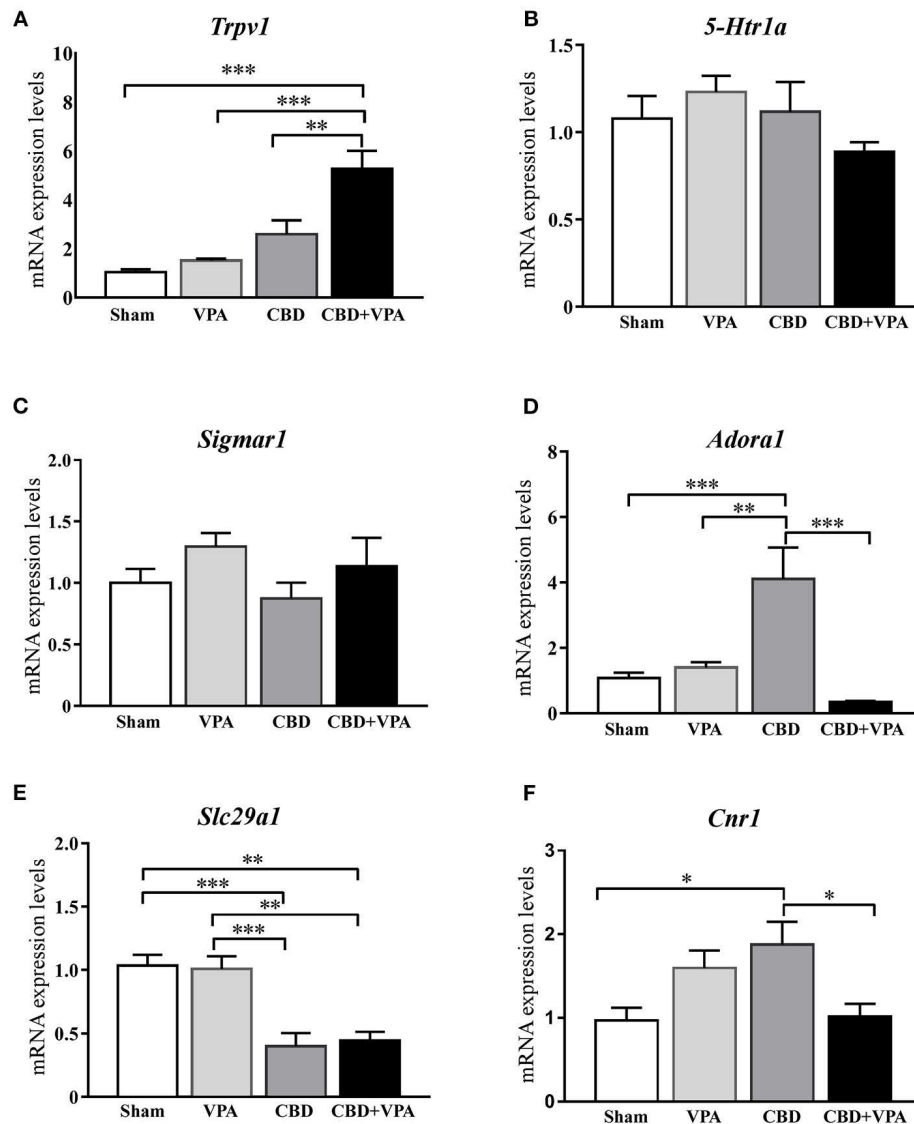 A
Trpv1
mRNA expression levels
10
8
6
4
2
0
***
***
**
Sham VPA CBD CBD+VPA
B
5-Htr1a
mRNA expression levels
1.5
1.0
0.5
0
Sham VPA CBD CBD+VPA
C
Sigmar1
mRNA expression levels
2.0
1.5
1.0
0.5
0
Sham VPA CBD CBD+VPA
D
Adora1
mRNA expression levels
8
6
4
2
0
***
**
***
Sham VPA CBD CBD+VPA
E
Slc29a1
mRNA expression levels
2.0
1.5
1.0
0.5
0
**
***
**
***
Sham VPA CBD CBD+VPA
F
Cnr1
mRNA expression levels
3
2
1
0
*
*
Sham VPA CBD CBD+VPA